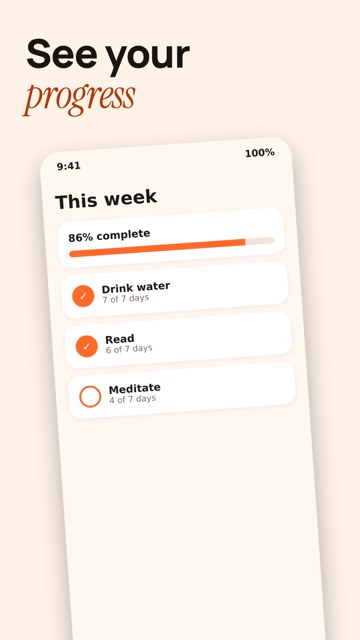 See your
progress
9:41
100%
This week
86% complete
✓
Drink water
7 of 7 days
✓
Read
6 of 7 days
Meditate
4 of 7 days